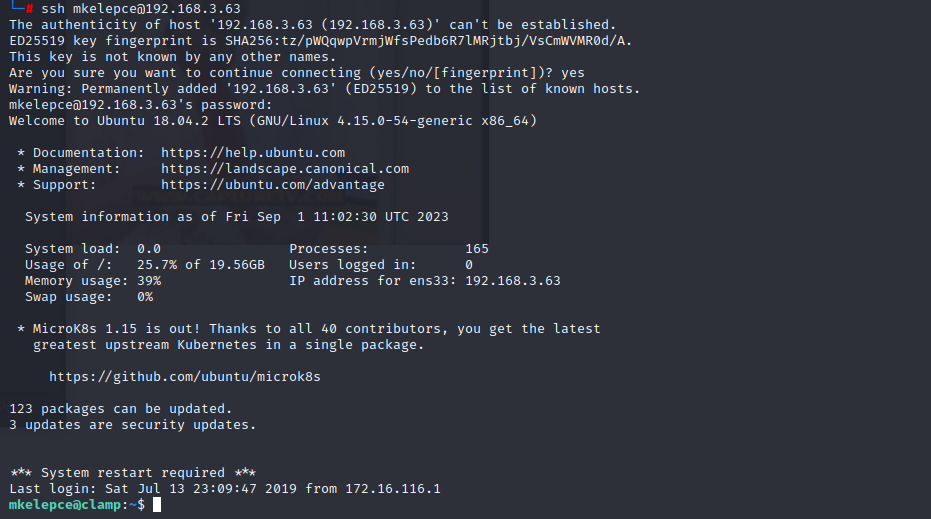 └─# ssh mkelepce@192.168.3.63
The authenticity of host '192.168.3.63 (192.168.3.63)' can't be established.
ED25519 key fingerprint is SHA256:tz/pWQqwpVrmjWfsPedb6R7lMRjtbj/VsCmWVMR0d/A.
This key is not known by any other names.
Are you sure you want to continue connecting (yes/no/[fingerprint])? yes
Warning: Permanently added '192.168.3.63' (ED25519) to the list of known hosts.
mkelepce@192.168.3.63's password:
Welcome to Ubuntu 18.04.2 LTS (GNU/Linux 4.15.0-54-generic x86_64)

 * Documentation:  https://help.ubuntu.com
 * Management:     https://landscape.canonical.com
 * Support:        https://ubuntu.com/advantage

  System information as of Fri Sep  1 11:02:30 UTC 2023

  System load:  0.0                Processes:            165
  Usage of /:   25.7% of 19.56GB   Users logged in:      0
  Memory usage: 39%                IP address for ens33: 192.168.3.63
  Swap usage:   0%

 * MicroK8s 1.15 is out! Thanks to all 40 contributors, you get the latest
   greatest upstream Kubernetes in a single package.

     https://github.com/ubuntu/microk8s

123 packages can be updated.
3 updates are security updates.


*** System restart required ***
Last login: Sat Jul 13 23:09:47 2019 from 172.16.116.1
mkelepce@clamp:~$